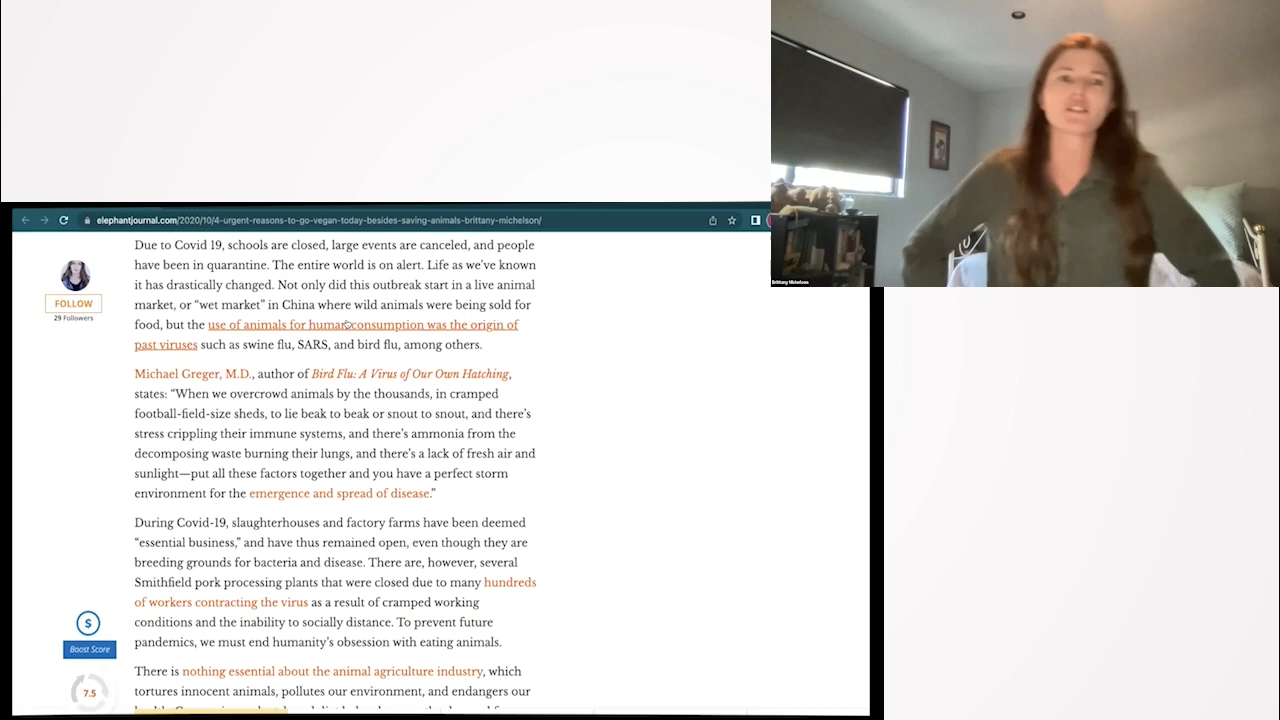 Brittany Michelson
elephantjournal.com/2020/10/4-urgent-reasons-to-go-vegan-today-besides-saving-animals-brittany-michelson/
Due to Covid 19, schools are closed, large events are canceled, and people
have been in quarantine. The entire world is on alert. Life as we’ve known
it has drastically changed. Not only did this outbreak start in a live animal
market, or “wet market” in China where wild animals were being sold for
food, but the use of animals for human consumption was the origin of
past viruses such as swine flu, SARS, and bird flu, among others.
FOLLOW
29 Followers
Michael Greger, M.D., author of Bird Flu: A Virus of Our Own Hatching,
states: “When we overcrowd animals by the thousands, in cramped
football-field-size sheds, to lie beak to beak or snout to snout, and there’s
stress crippling their immune systems, and there’s ammonia from the
decomposing waste burning their lungs, and there’s a lack of fresh air and
sunlight—put all these factors together and you have a perfect storm
environment for the emergence and spread of disease.”
During Covid-19, slaughterhouses and factory farms have been deemed
“essential business,” and have thus remained open, even though they are
breeding grounds for bacteria and disease. There are, however, several
Smithfield pork processing plants that were closed due to many hundreds
of workers contracting the virus as a result of cramped working
conditions and the inability to socially distance. To prevent future
pandemics, we must end humanity’s obsession with eating animals.
$
Boost Score
There is nothing essential about the animal agriculture industry, which
tortures innocent animals, pollutes our environment, and endangers our
7.5